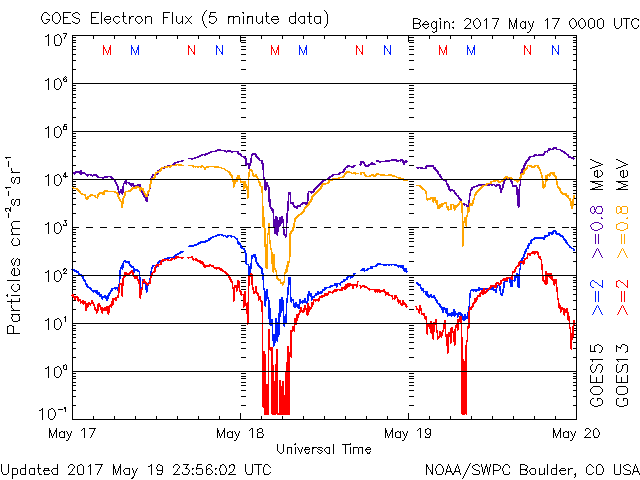 GOES Electron Flux (5 minute data)
Begin: 2017 May 17 0000 UTC
M M N N M M N N M M N N
10⁷
10⁶
10⁵
10⁴
10³
10²
10¹
10⁰
10⁻¹
Particles cm⁻²s⁻¹sr⁻¹
May 17 May 18 May 19 May 20
Universal Time
GOES15 >=2 >=0.8 MeV
GOES13 >=2 >=0.8 MeV
Updated 2017 May 19 23:56:02 UTC
NOAA/SWPC Boulder, CO USA